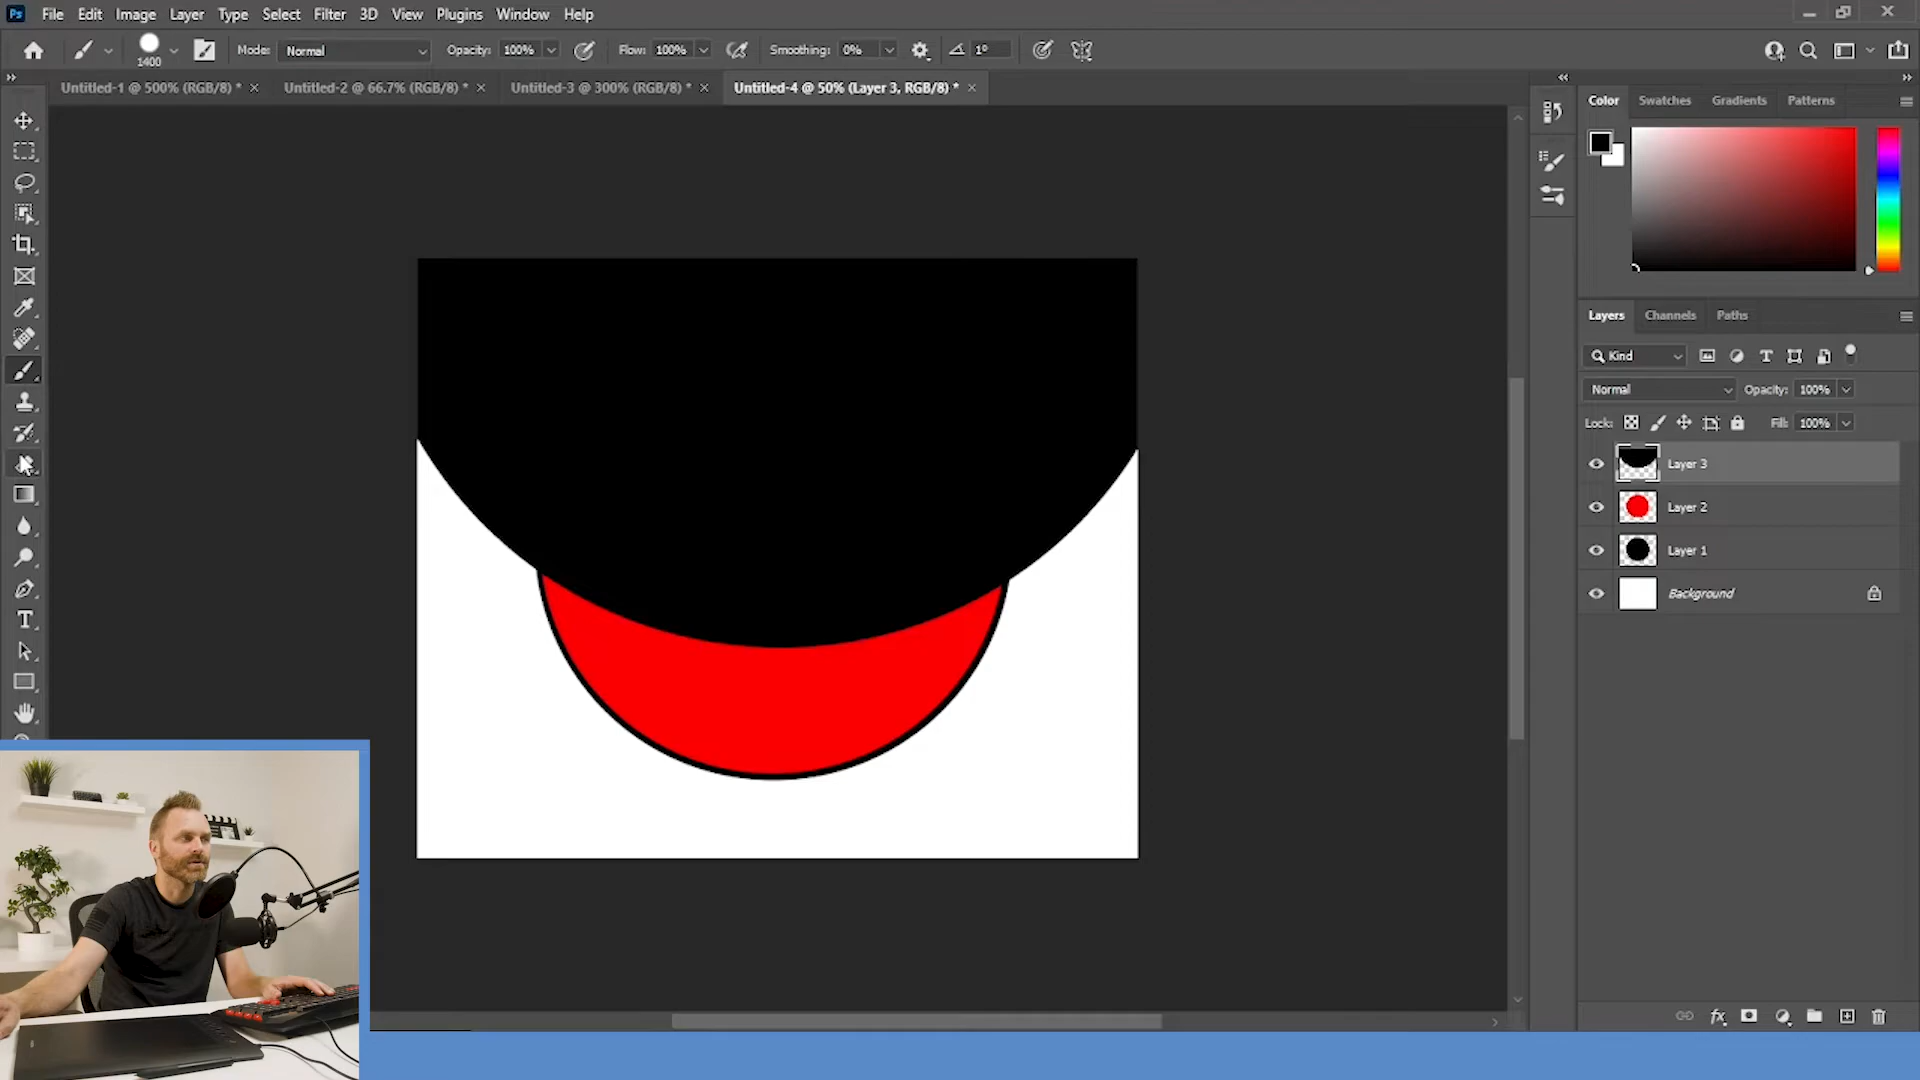 Ps File Edit Image Layer Type Select Filter 3D View Plugins Window Help
1400 Mode: Normal Opacity: 100% Flow: 100% Smoothing: 0% 1°
Untitled-1 @ 500% (RGB/8) * × Untitled-2 @ 66.7% (RGB/8) * × Untitled-3 @ 300% (RGB/8) * × Untitled-4 @ 50% (Layer 3, RGB/8) * ×
Color Swatches Gradients Patterns
Layers Channels Paths
Kind
Normal Opacity: 100%
Lock: Fill: 100%
Layer 3
Layer 2
Layer 1
Background